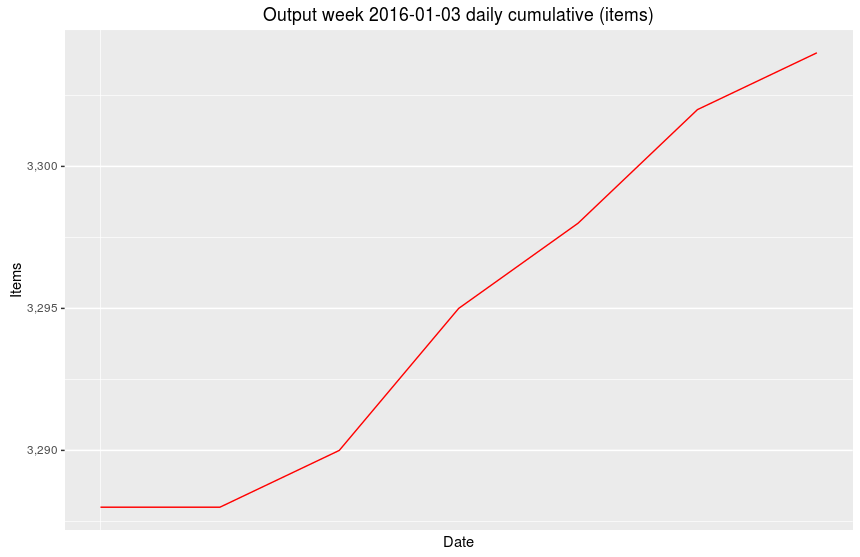 Output week 2016-01-03 daily cumulative (items)
3,300
3,295
3,290
Items
Date